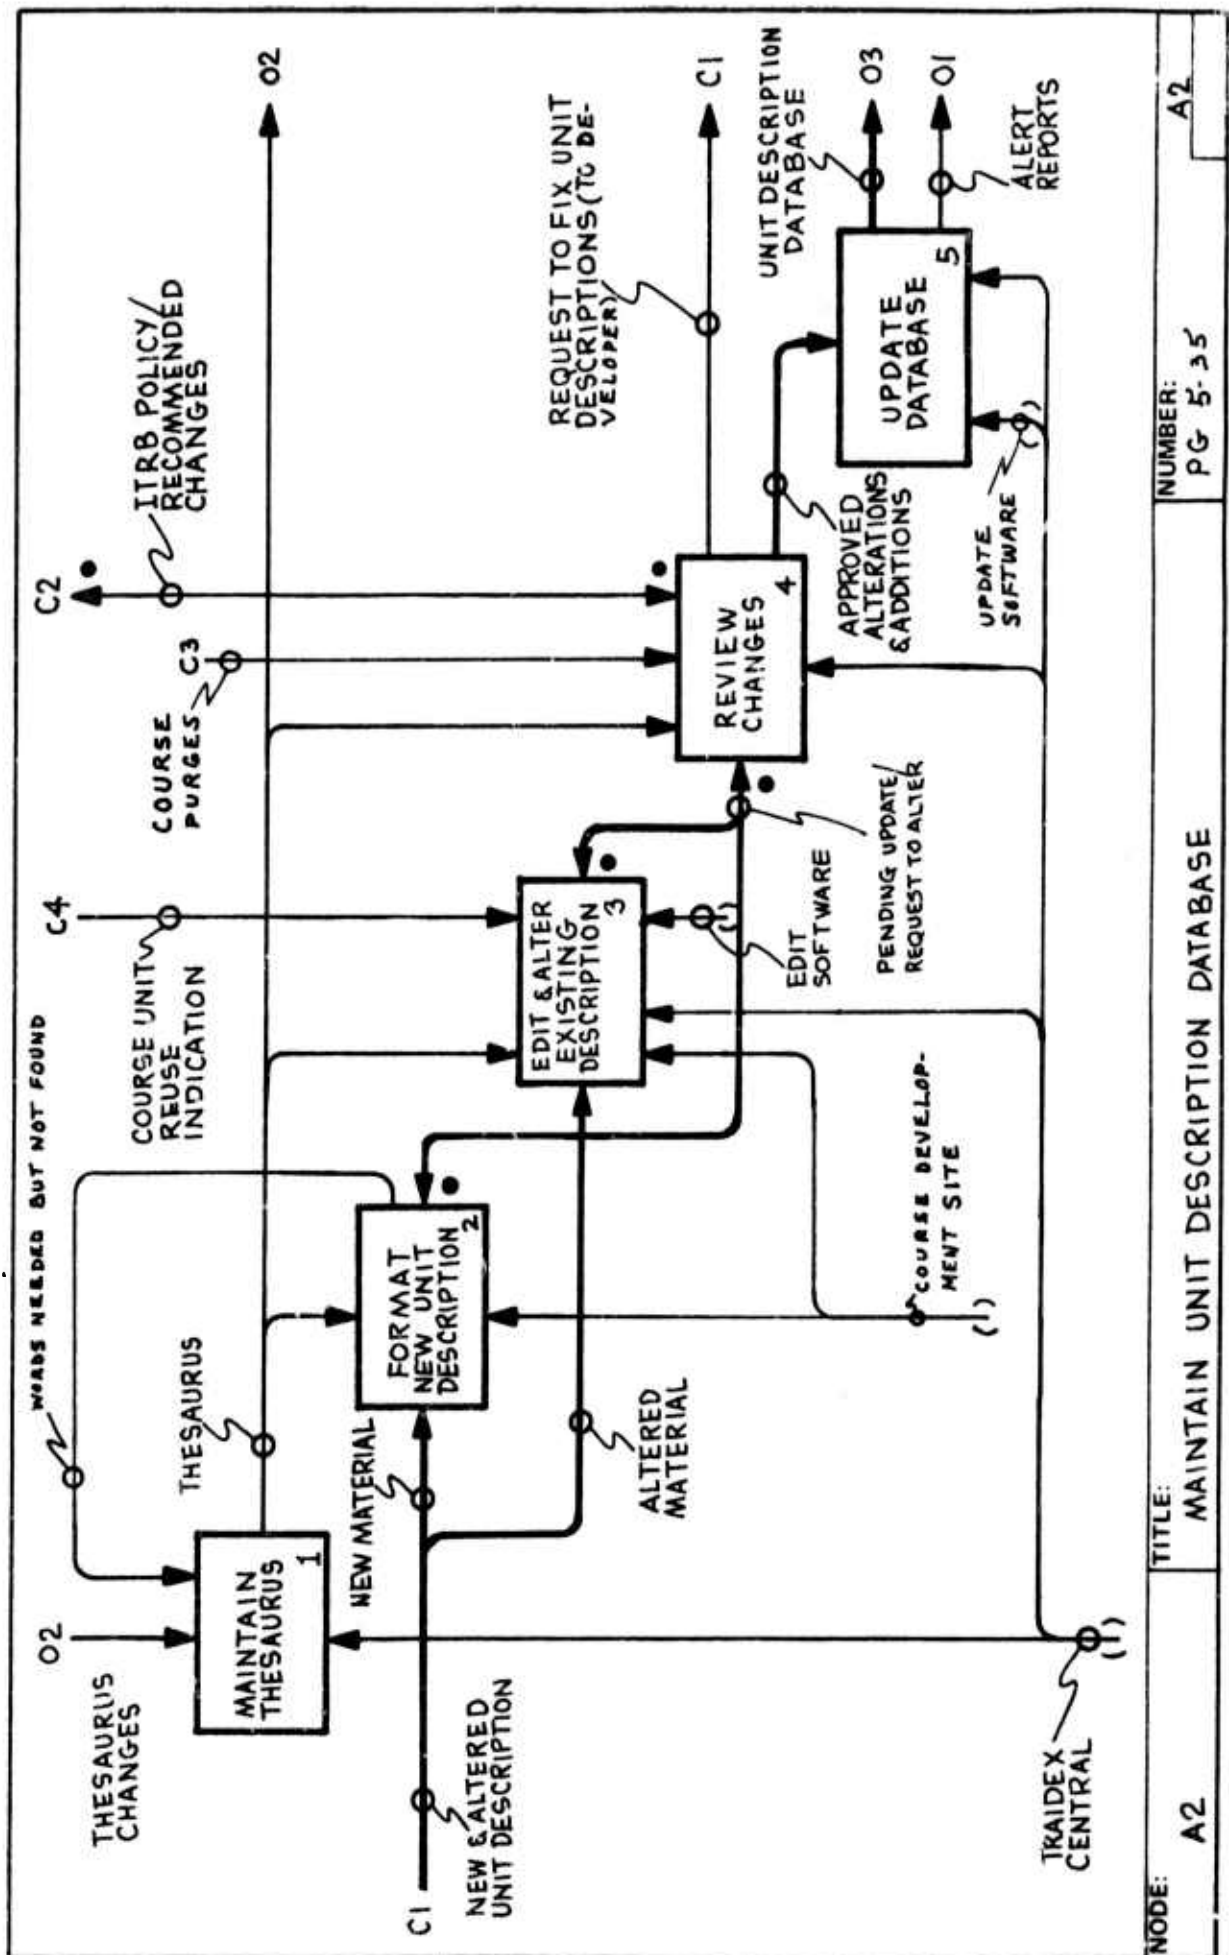 WORDS NEEDED BUT NOT FOUND
O2
THESAURUS
CHANGES
C4
COURSE UNIT
REUSE
INDICATION
C3
COURSE
PURGES
C2
ITRB POLICY/
RECOMMENDED
CHANGES
O2
MAINTAIN
THESAURUS
1
THESAURUS
C1
NEW & ALTERED
UNIT DESCRIPTION
NEW MATERIAL
FORMAT
NEW UNIT
DESCRIPTION
2
ALTERED
MATERIAL
EDIT & ALTER
EXISTING
DESCRIPTION
3
EDIT
SOFTWARE
PENDING UPDATE/
REQUEST TO ALTER
REVIEW
CHANGES
4
REQUEST TO FIX UNIT
DESCRIPTIONS (TO DE-
VELOPER)
C1
APPROVED
ALTERATIONS
& ADDITIONS
UNIT DESCRIPTION
DATABASE
UPDATE
DATABASE
5
O3
O1
ALERT
REPORTS
UPDATE
SOFTWARE
( )
COURSE DEVELOP-
MENT SITE
( )
TRAIDEX
CENTRAL
( )
NODE:
A2
TITLE:
MAINTAIN UNIT DESCRIPTION DATABASE
NUMBER:
PG 5-35
A2